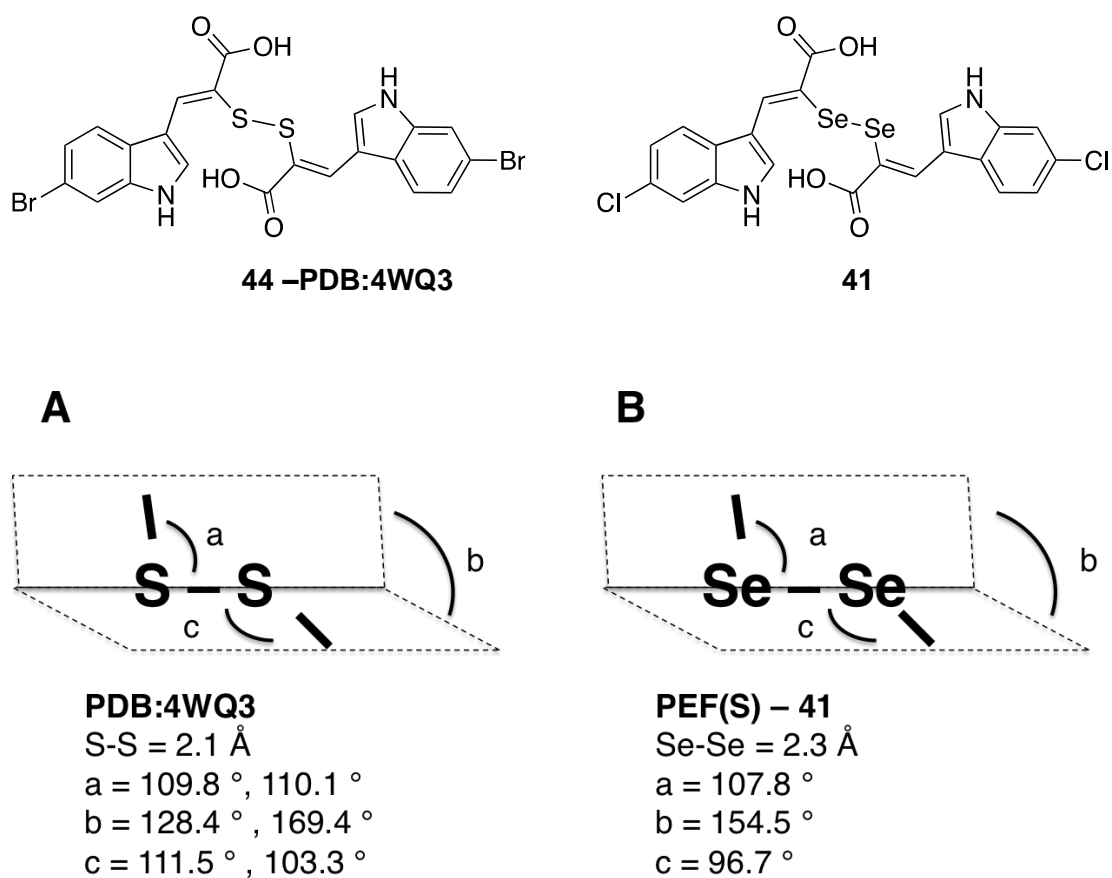 O
OH
S
S
H
N
Br
HO
O
N
H
Br
44 –PDB:4WQ3
O
OH
Se
Se
H
N
Cl
HO
O
N
H
Cl
41
A
a
S
S
b
c
PDB:4WQ3
S-S = 2.1 Å
a = 109.8 °, 110.1 °
b = 128.4 ° , 169.4 °
c = 111.5 ° , 103.3 °
B
a
Se
Se
b
c
PEF(S) – 41
Se-Se = 2.3 Å
a = 107.8 °
b = 154.5 °
c = 96.7 °